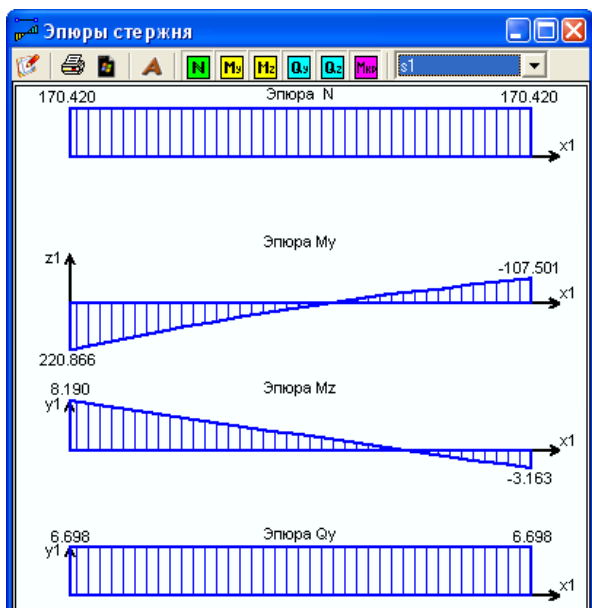 Эпюры стержня
N My Mz Qy Qz Мкр s1
170.420 Эпюра N 170.420
x1
Эпюра My
z1
-107.501
x1
220.866
8.190 Эпюра Mz
y1
x1
-3.163
6.698 Эпюра Qy 6.698
y1
x1